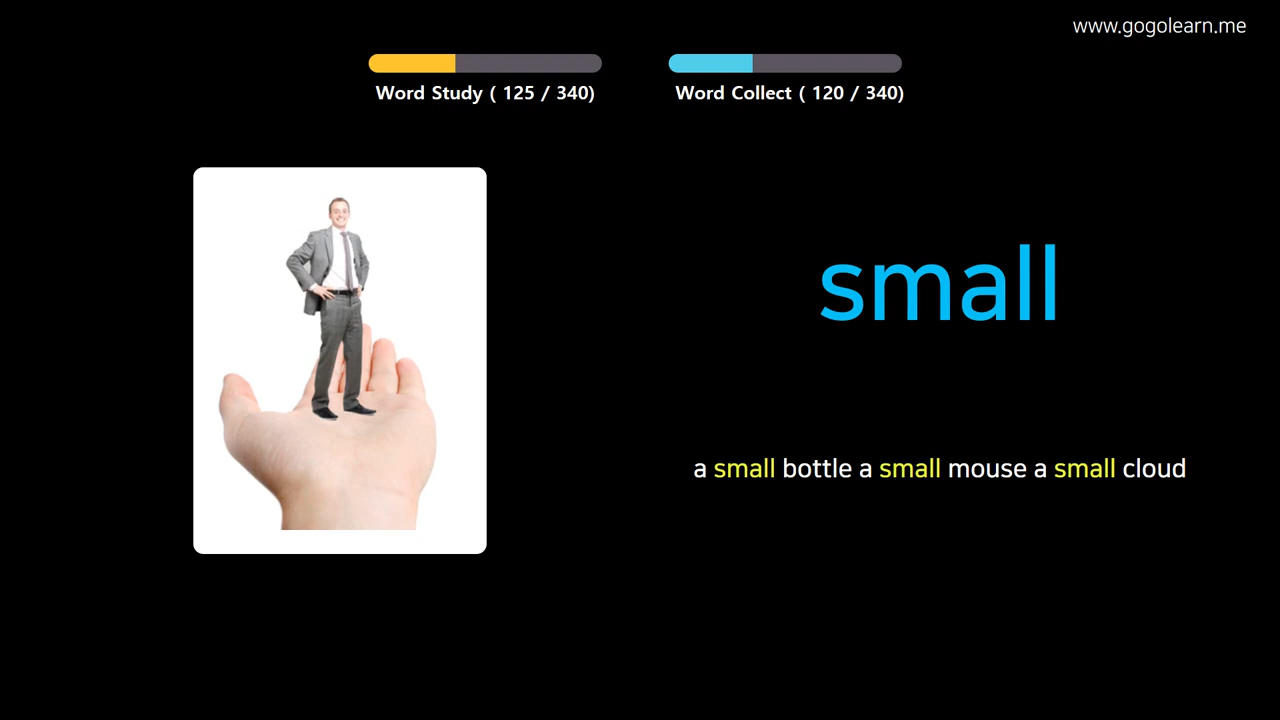 www.gogolearn.me
Word Study ( 125 / 340)
Word Collect ( 120 / 340)
small
a small bottle a small mouse a small cloud